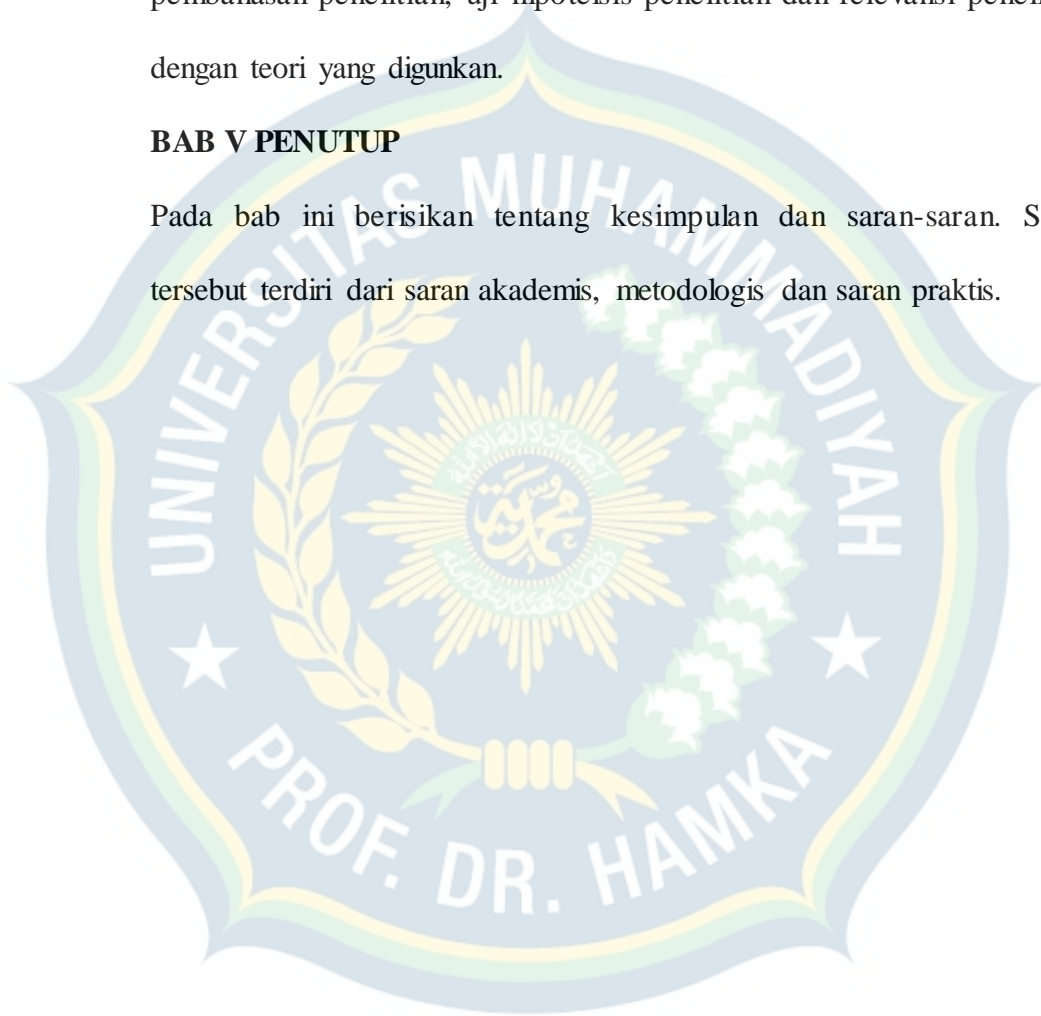 dengan teori yang digunkan.
BAB V PENUTUP
Pada bab ini berisikan tentang kesimpulan dan saran-saran.
tersebut terdiri dari saran akademis, metodologis dan saran praktis.
UNIVERSITAS MUHAMMADIYAH
محمدية
PROF. DR. HAMKA